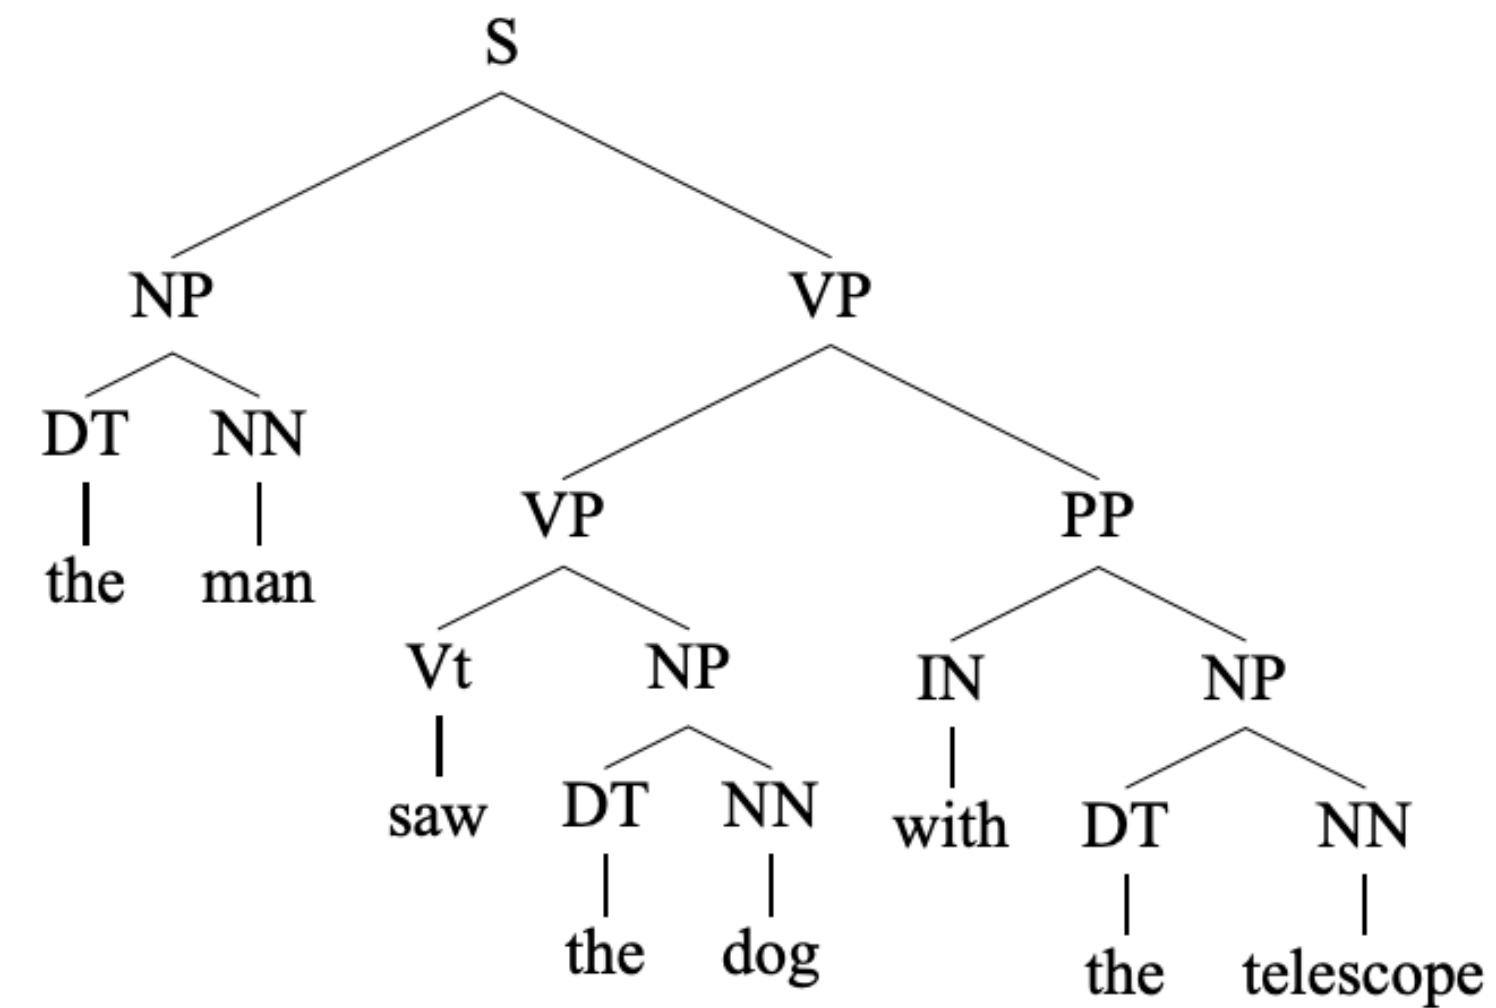 S
NP VP
DT NN
the man
VP PP
Vt NP
saw
DT NN
the dog
IN NP
with
DT NN
the telescope